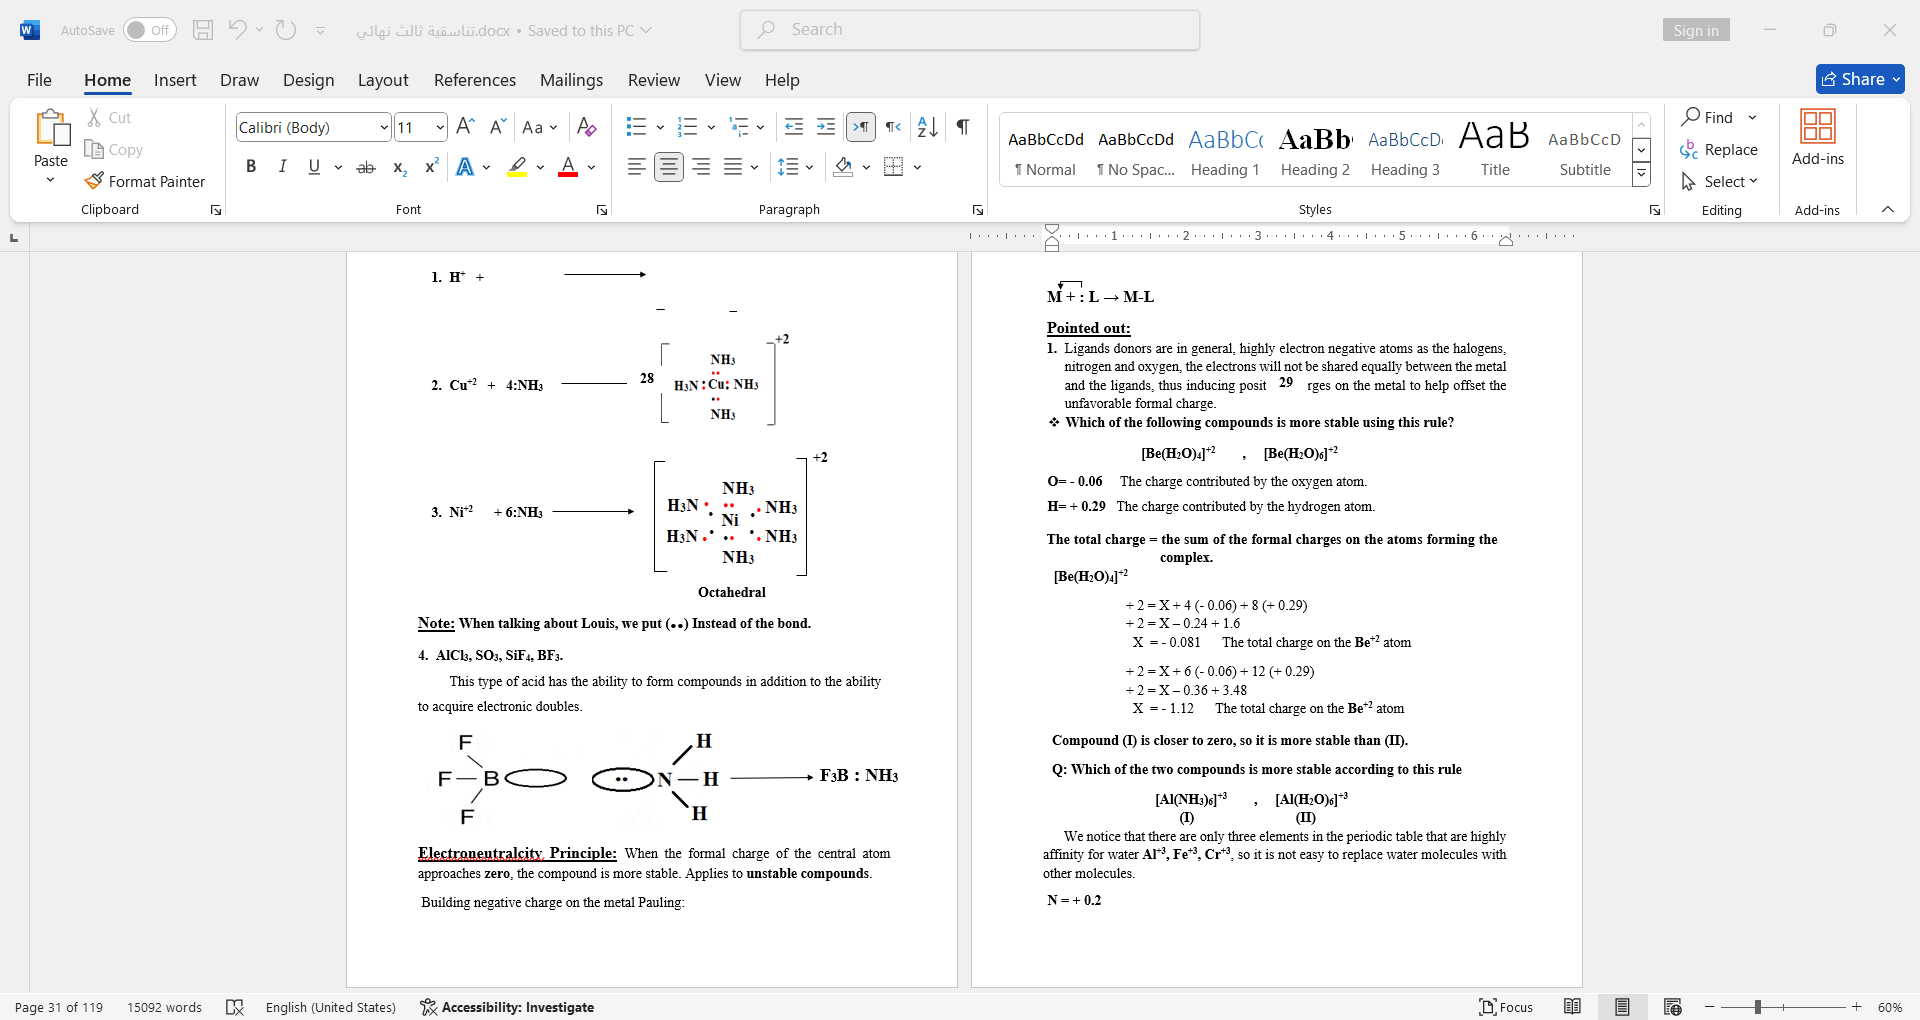 AutoSave Off تناسقية ثالث نهائي.docx • Saved to this PC Search Sign in
File Home Insert Draw Design Layout References Mailings Review View Help Share
Paste Cut Copy Format Painter Clipboard
Calibri (Body) 11 Aa A B I U ab x₂ x² A A Font
Paragraph
AaBbCcDd AaBbCcDd AaBbCc AaBb AaBbCcD AaB AaBbCcD
¶ Normal ¶ No Spac... Heading 1 Heading 2 Heading 3 Title Subtitle
Styles
Find Replace Select Editing
Add-ins
Add-ins
1 2 3 4 5 6
1. H⁺ +
2. Cu⁺² + 4:NH₃ 28
NH₃
H₃N : Cu: NH₃
NH₃
+2
3. Ni⁺² + 6:NH₃
NH₃
H₃N NH₃
Ni
H₃N NH₃
NH₃
+2
Octahedral
Note: When talking about Louis, we put (••) Instead of the bond.
4. AlCl₃, SO₃, SiF₄, BF₃.
This type of acid has the ability to form compounds in addition to the ability
to acquire electronic doubles.
F H
F — B N — H F₃B : NH₃
F H
Electroneutralcity Principle: When the formal charge of the central atom
approaches zero, the compound is more stable. Applies to unstable compounds.
Building negative charge on the metal Pauling:
M + : L → M-L
Pointed out:
1. Ligands donors are in general, highly electron negative atoms as the halogens,
nitrogen and oxygen, the electrons will not be shared equally between the metal
and the ligands, thus inducing posit 29 rges on the metal to help offset the
unfavorable formal charge.
❖ Which of the following compounds is more stable using this rule?
[Be(H₂O)₄]⁺² , [Be(H₂O)₆]⁺²
O= - 0.06 The charge contributed by the oxygen atom.
H= + 0.29 The charge contributed by the hydrogen atom.
The total charge = the sum of the formal charges on the atoms forming the
complex.
[Be(H₂O)₄]⁺²
+ 2 = X + 4 (- 0.06) + 8 (+ 0.29)
+ 2 = X – 0.24 + 1.6
X = - 0.081 The total charge on the Be⁺² atom
+ 2 = X + 6 (- 0.06) + 12 (+ 0.29)
+ 2 = X – 0.36 + 3.48
X = - 1.12 The total charge on the Be⁺² atom
Compound (I) is closer to zero, so it is more stable than (II).
Q: Which of the two compounds is more stable according to this rule
[Al(NH₃)₆]⁺³ , [Al(H₂O)₆]⁺³
(I) (II)
We notice that there are only three elements in the periodic table that are highly
affinity for water Al⁺³, Fe⁺³, Cr⁺³, so it is not easy to replace water molecules with
other molecules.
N = + 0.2
Page 31 of 119 15092 words English (United States) Accessibility: Investigate Focus 60%